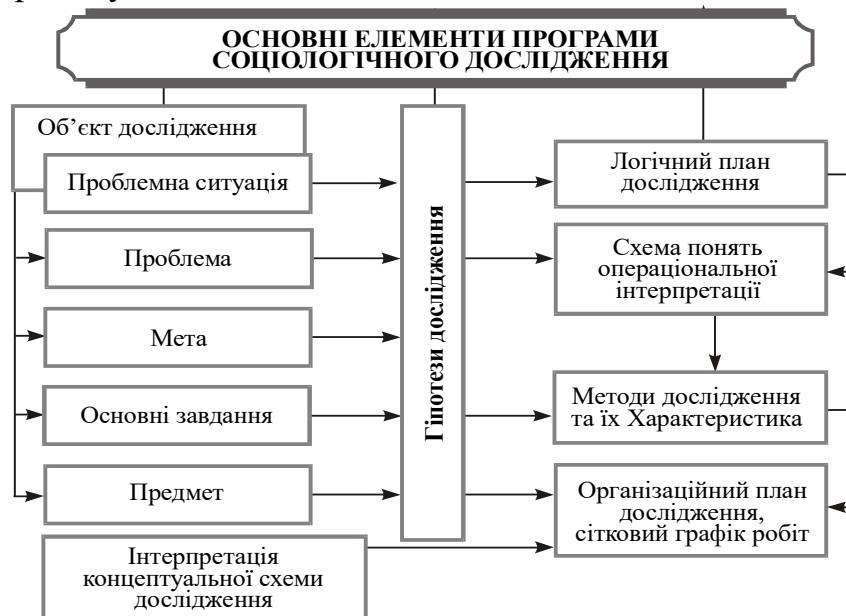 ОСНОВНІ ЕЛЕМЕНТИ ПРОГРАМИ
СОЦІОЛОГІЧНОГО ДОСЛІДЖЕННЯ
Об’єкт дослідження
Проблемна ситуація
Проблема
Мета
Основні завдання
Предмет
Інтерпретація
концептуальної схеми
дослідження
Гіпотези дослідження
Логічний план
дослідження
Схема понять
операціональної
інтерпретації
Методи дослідження
та їх Характеристика
Організаційний план
дослідження,
сітковий графік робіт